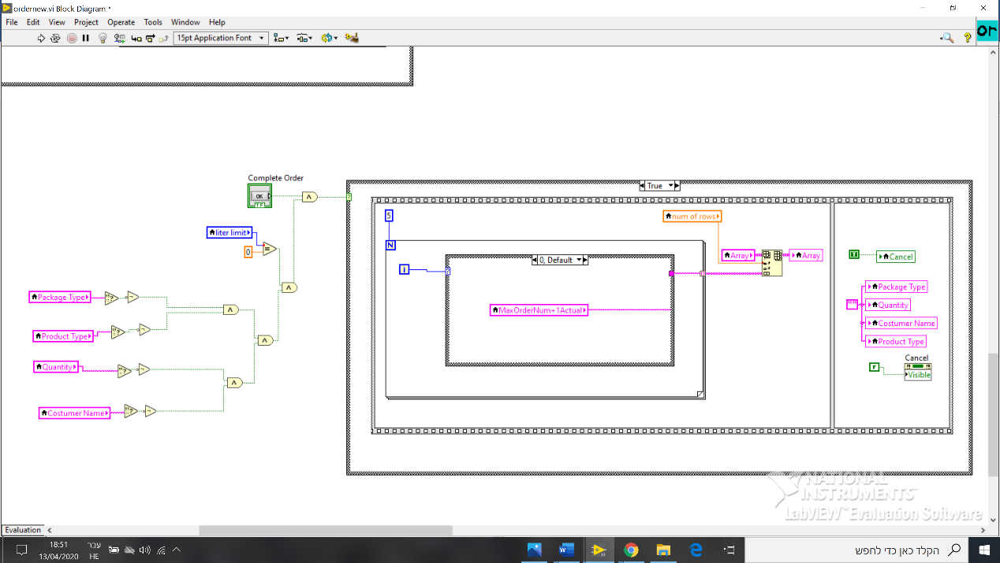 ordernew.vi Block Diagram *
File Edit View Project Operate Tools Window Help
15pt Application Font
or
Complete Order
OK
TF
True
liter limit
0
5
N
i
0, Default
MaxOrderNum+1Actual
num of rows
Array
Array
T
Cancel
Package Type
Quantity
Costumer Name
Product Type
Cancel
F
Visible
Package Type
Product Type
Quantity
Costumer Name
NATIONAL
INSTRUMENTS™
LabVIEW™ Evaluation Software
Evaluation
18:51
13/04/2020
עבר
HE
הקלד כאן כדי לחפש